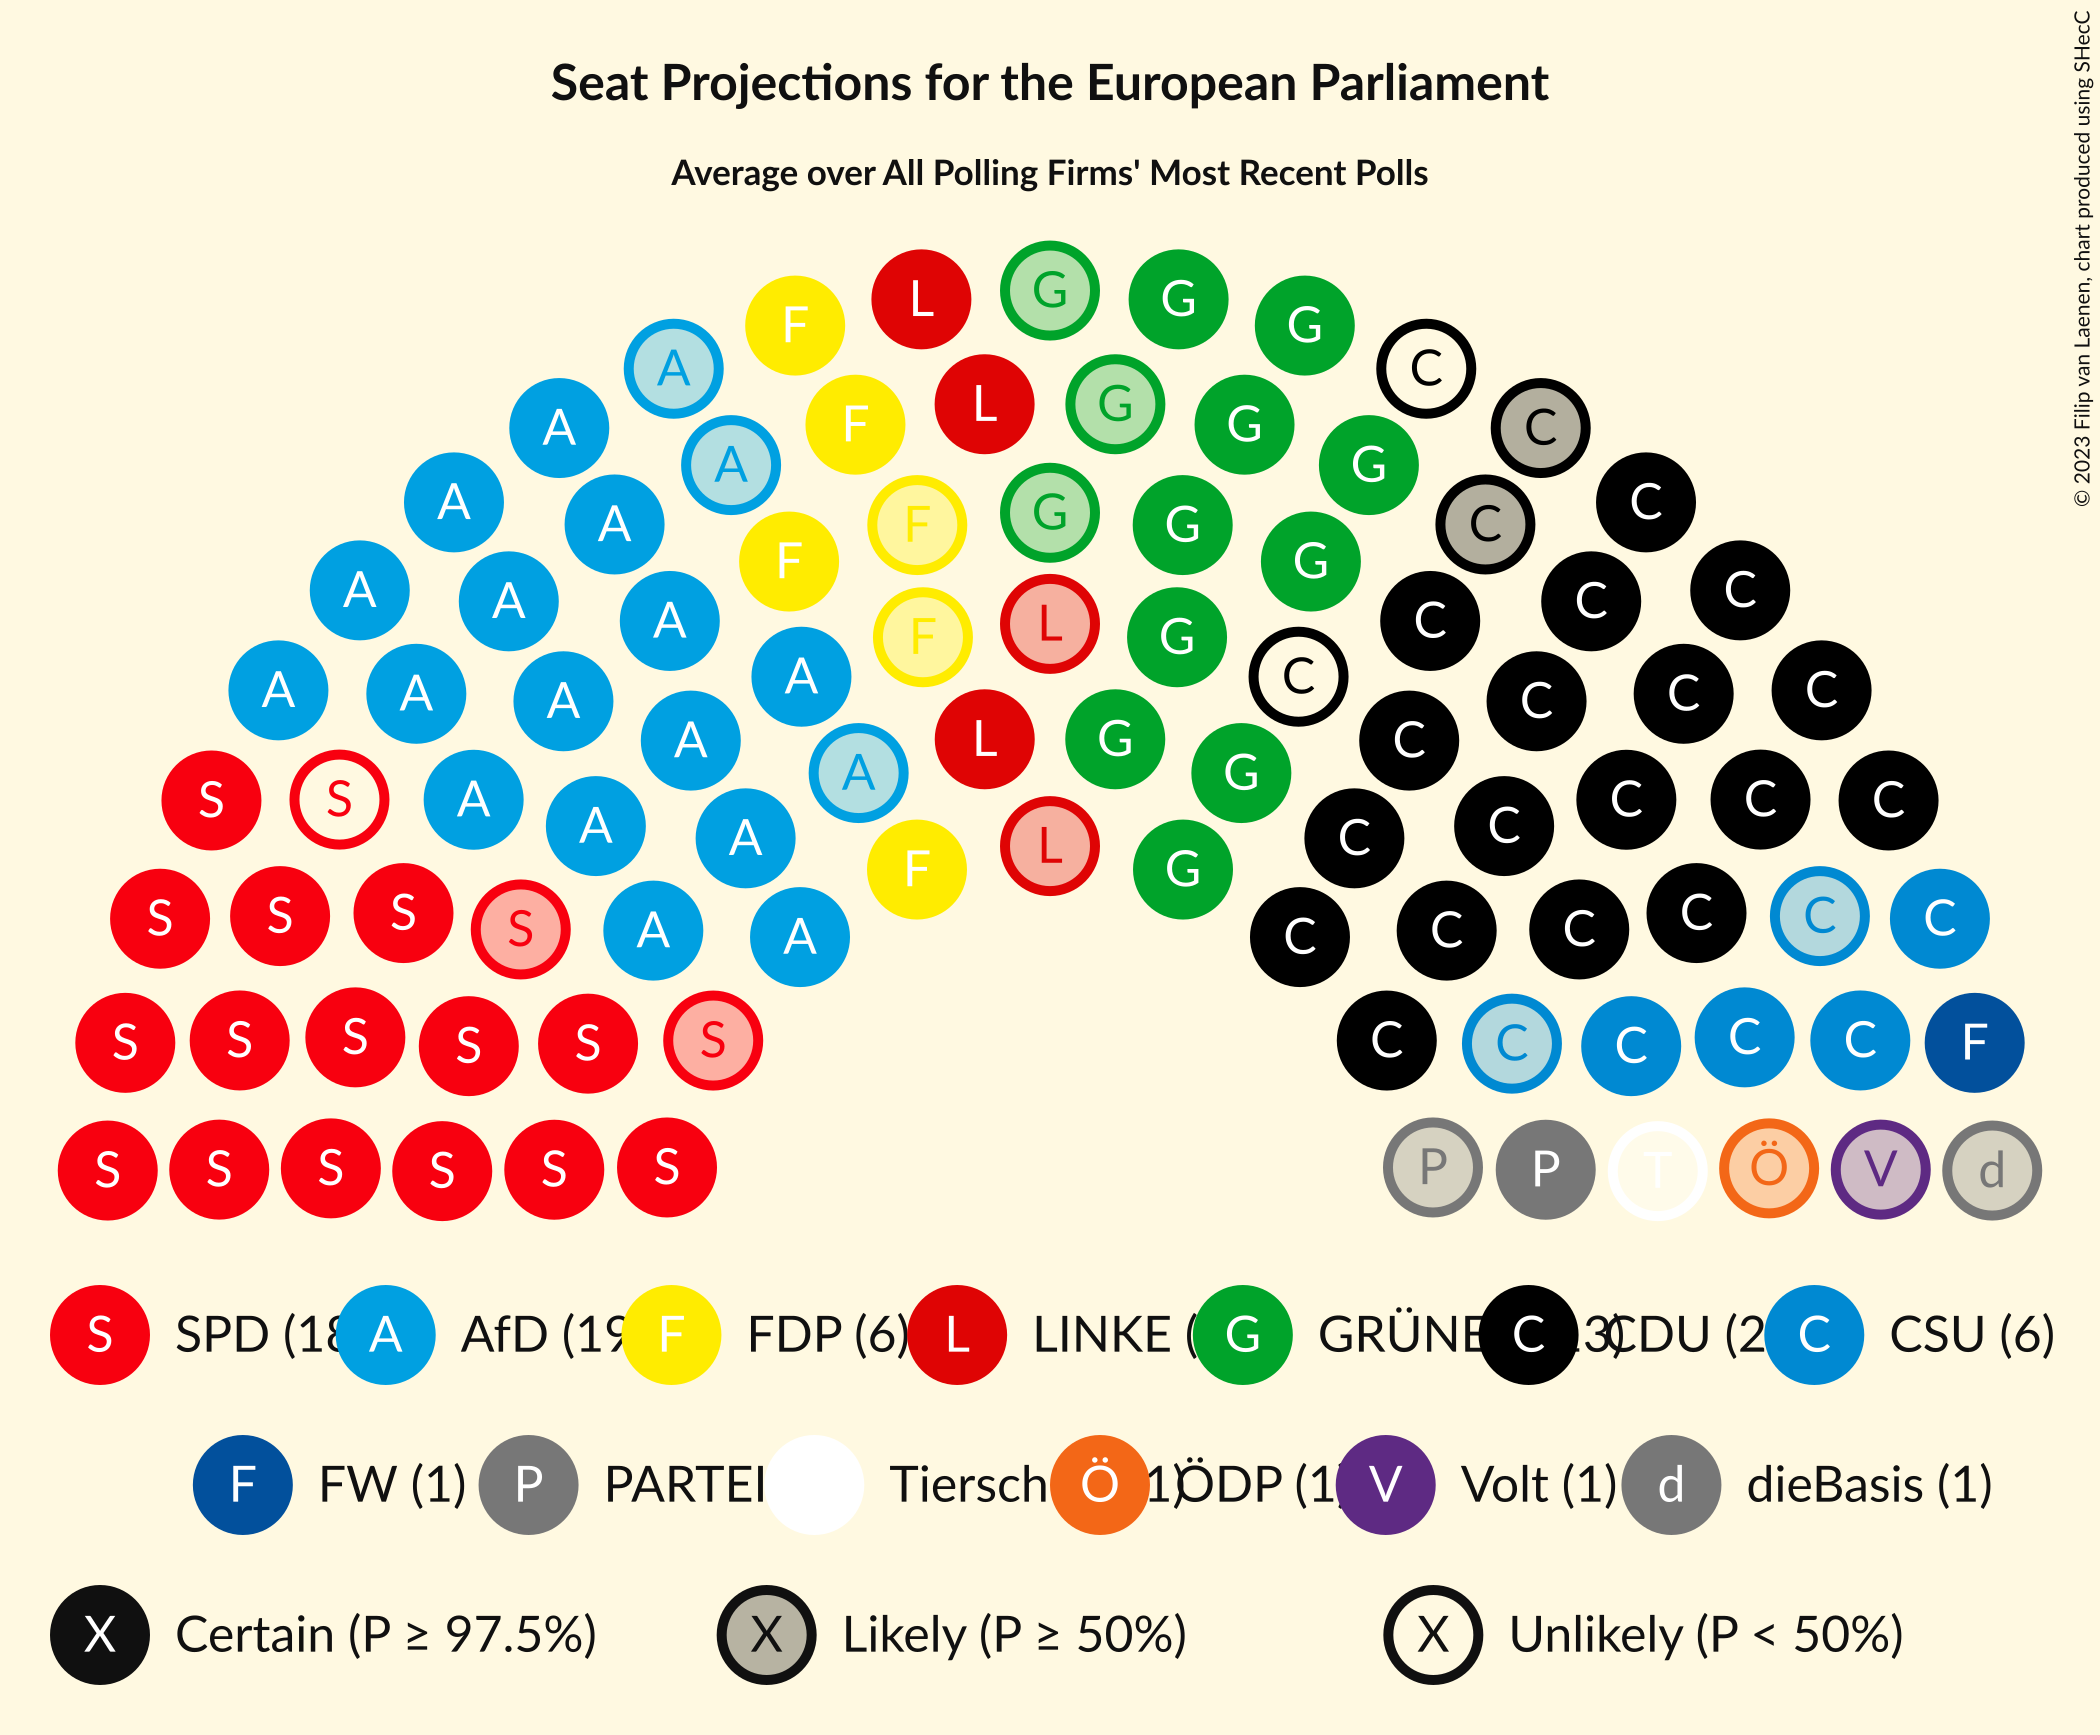 © 2023 Filip van Laenen, chart produced using SHecC
Seat Projections for the European Parliament
Average over All Polling Firms' Most Recent Polls
F L G G G
A C
A F L G G C
A G
A A F G G C C
A A F G C C
A F L G C
A A A A C C C C
A L G C
S S A A G C C C
A A L C C
F G
S S S S A A C C C C C C
S S S S S S C C C C C F
S S S S S S P P T Ö V d
S SPD (18 A AfD (19 F FDP (6) L LINKE ( G GRÜNE C 3) CDU (2 C CSU (6)
F FW (1) P PARTEI Tiersch Ö 1) ÖDP (1 V Volt (1) d dieBasis (1)
X Certain (P ≥ 97.5%) X Likely (P ≥ 50%) X Unlikely (P < 50%)